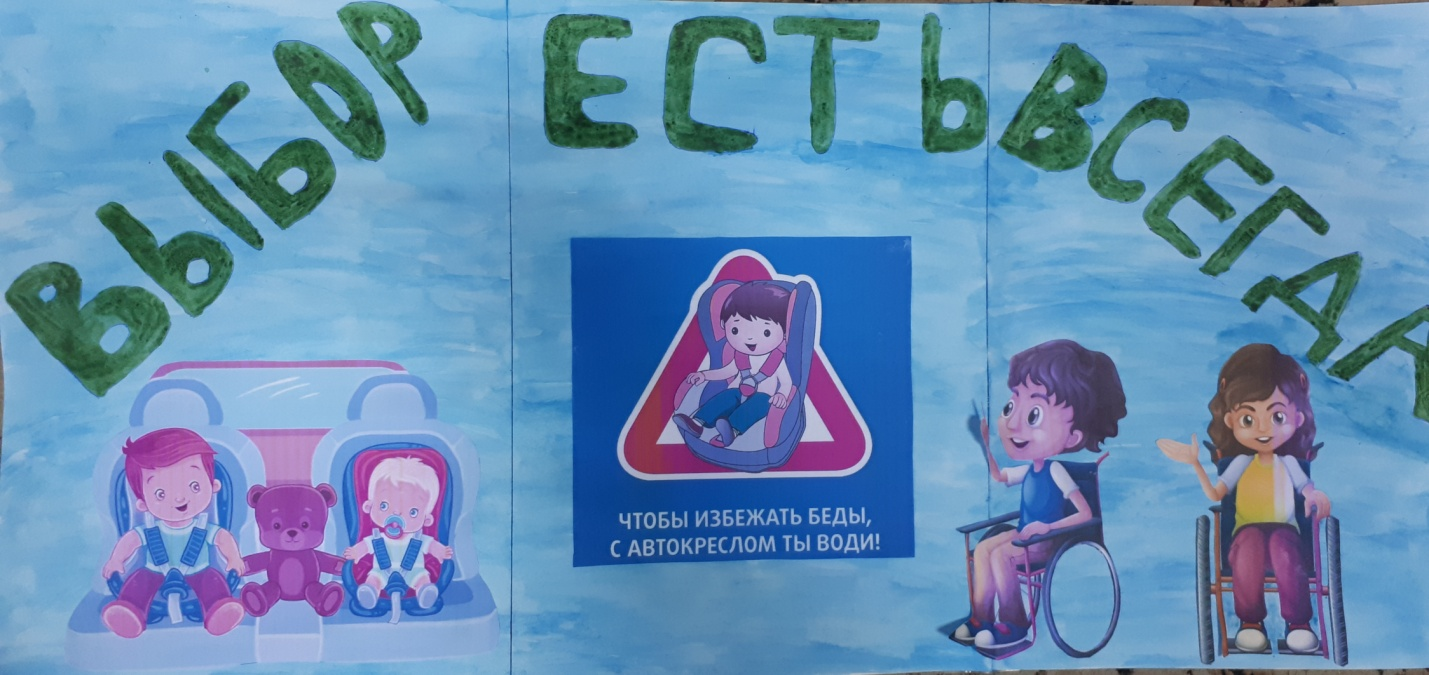 ВЫБОР ЕСТЬ ВСЕГДА
ЧТОБЫ ИЗБЕЖАТЬ БЕДЫ,
С АВТОКРЕСЛОМ ТЫ ВОДИ!